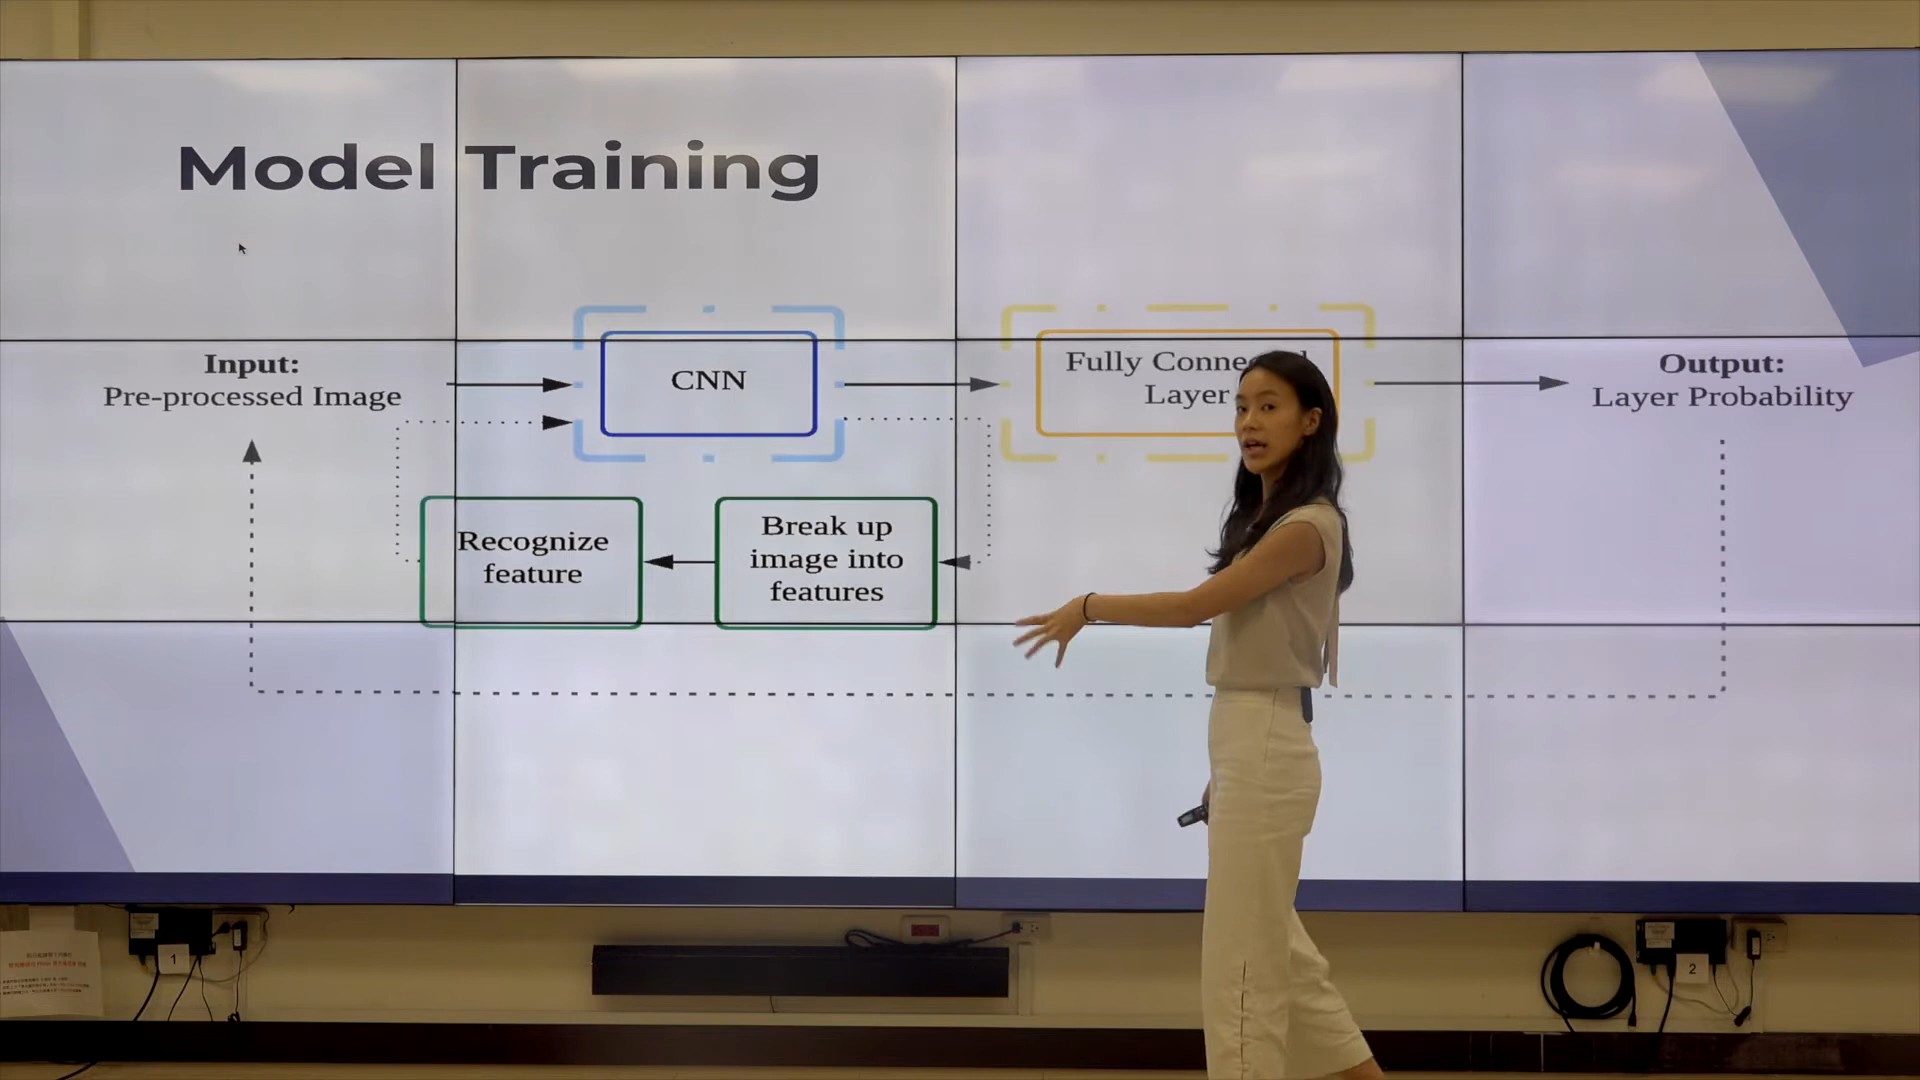 Model Training
Input:
Pre-processed Image
CNN
Fully
Layer
Output:
Layer Probability
Recognize
feature
Break up
image into
features
1
2